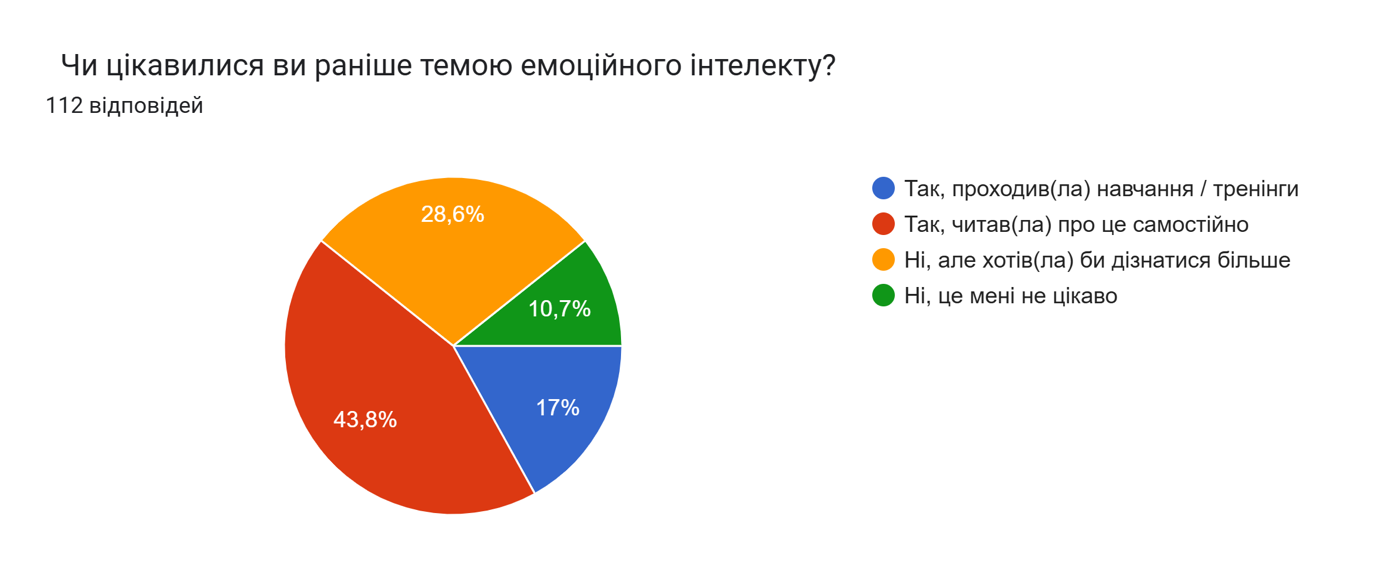 Чи цікавилися ви раніше темою емоційного інтелекту?
112 відповідей
28,6%
10,7%
17%
43,8%
Так, проходив(ла) навчання / тренінги
Так, читав(ла) про це самостійно
Ні, але хотів(ла) би дізнатися більше
Ні, це мені не цікаво